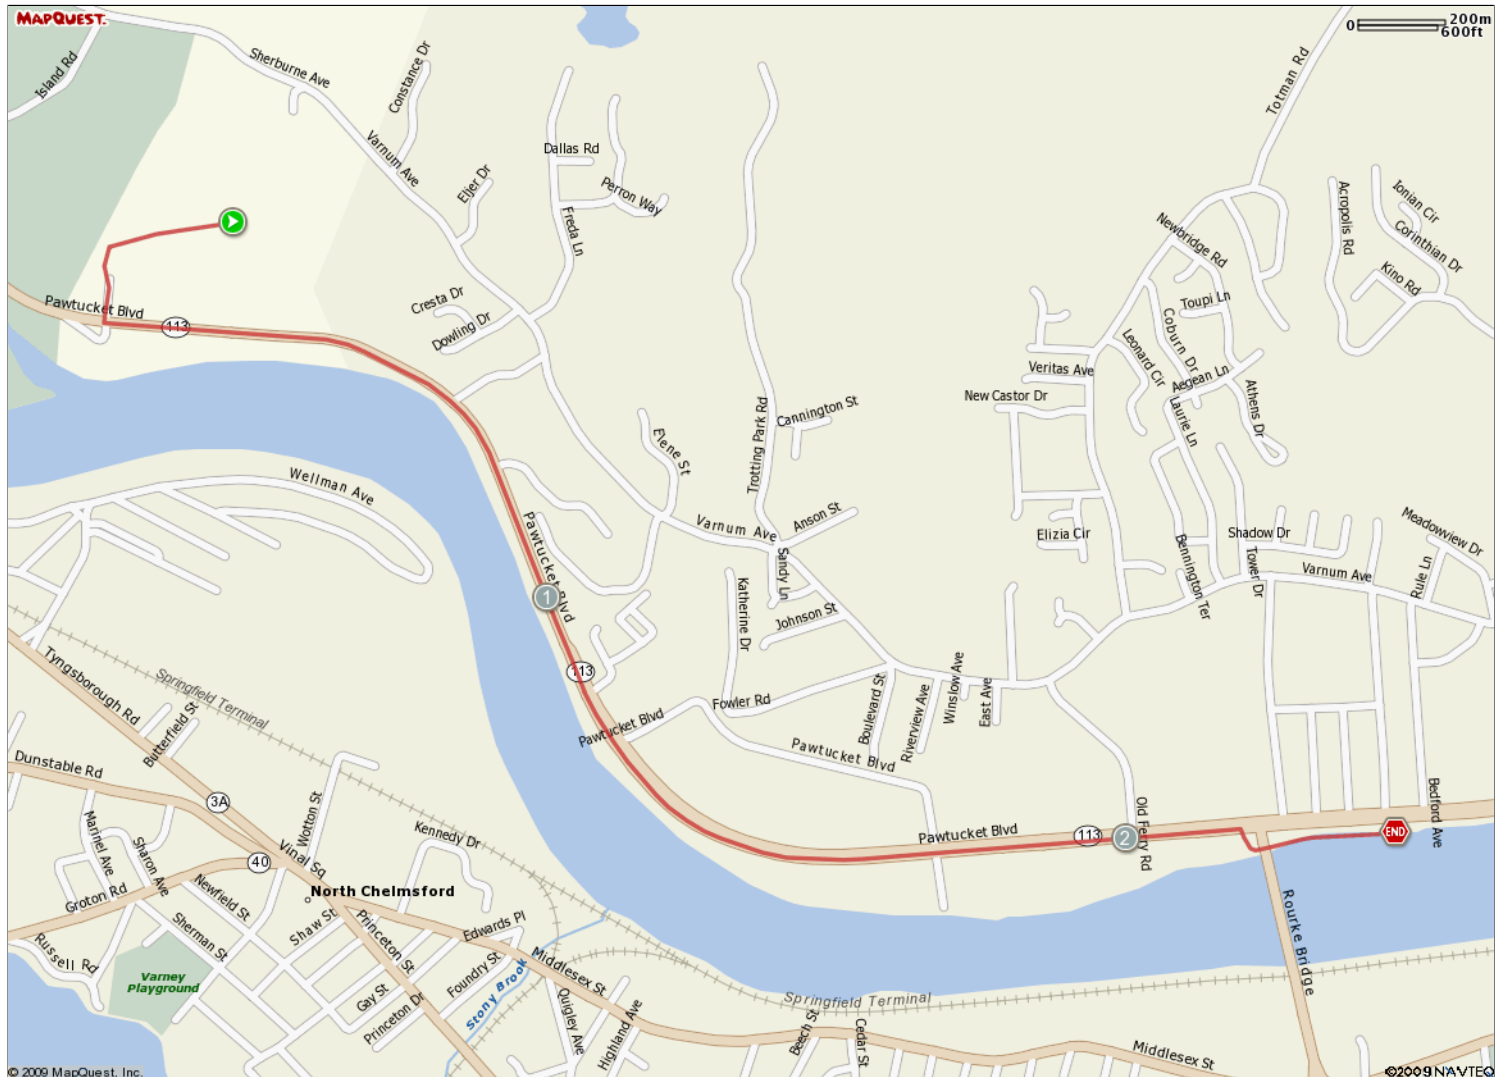 MAPQUEST.
0 200m
600ft
Island Rd
Sherburne Ave
Constance Dr
Totman Rd
Varnum Ave
Dallas Rd
Eljer Dr
Perron Way
Freda Ln
Ionian Cir
Acropolis Rd
Corinthian Dr
Newbridge Rd
Kino Rd
Pawtucket Blvd
113
Cresta Dr
Dowling Dr
Toupi Ln
Coburn Dr
Leonard Cir
Veritas Ave
Aegean Ln
New Castor Dr
Athens Dr
Laurie Ln
Cannington St
Trotting Park Rd
Elene St
Wellman Ave
Varnum Ave
Anson St
Pawtucket Blvd
Elizia Cir
Shadow Dr
Meadowview Dr
Sandy Ln
Bennington Ter
Tower Dr
Varnum Ave
Rule Ln
Katherine Dr
1
Johnson St
Tyngsborough Rd
Springfield Terminal
113
Butterfield St
Fowler Rd
Boulevard St
Riverview Ave
Winslow Ave
East Ave
Pawtucket Blvd
Pawtucket Blvd
Dunstable Rd
3A
Wotton St
Marinel Ave
Sharon Ave
Kennedy Dr
Pawtucket Blvd
113
2
Old Ferry Rd
END
Bedford Ave
Vinal Sq
40
North Chelmsford
Groton Rd
Newfield St
Sherman St
Shaw St
Princeton St
Edwards Pl
Rourke Bridge
Russell Rd
Varney
Playground
Gay St
Foundry St
Middlesex St
Stony Brook
Princeton Dr
Quigley Ave
Highland Ave
Springfield Terminal
Beech St
Cedar St
Middlesex St
© 2009 MapQuest, Inc.
©2009 NAVTEQ